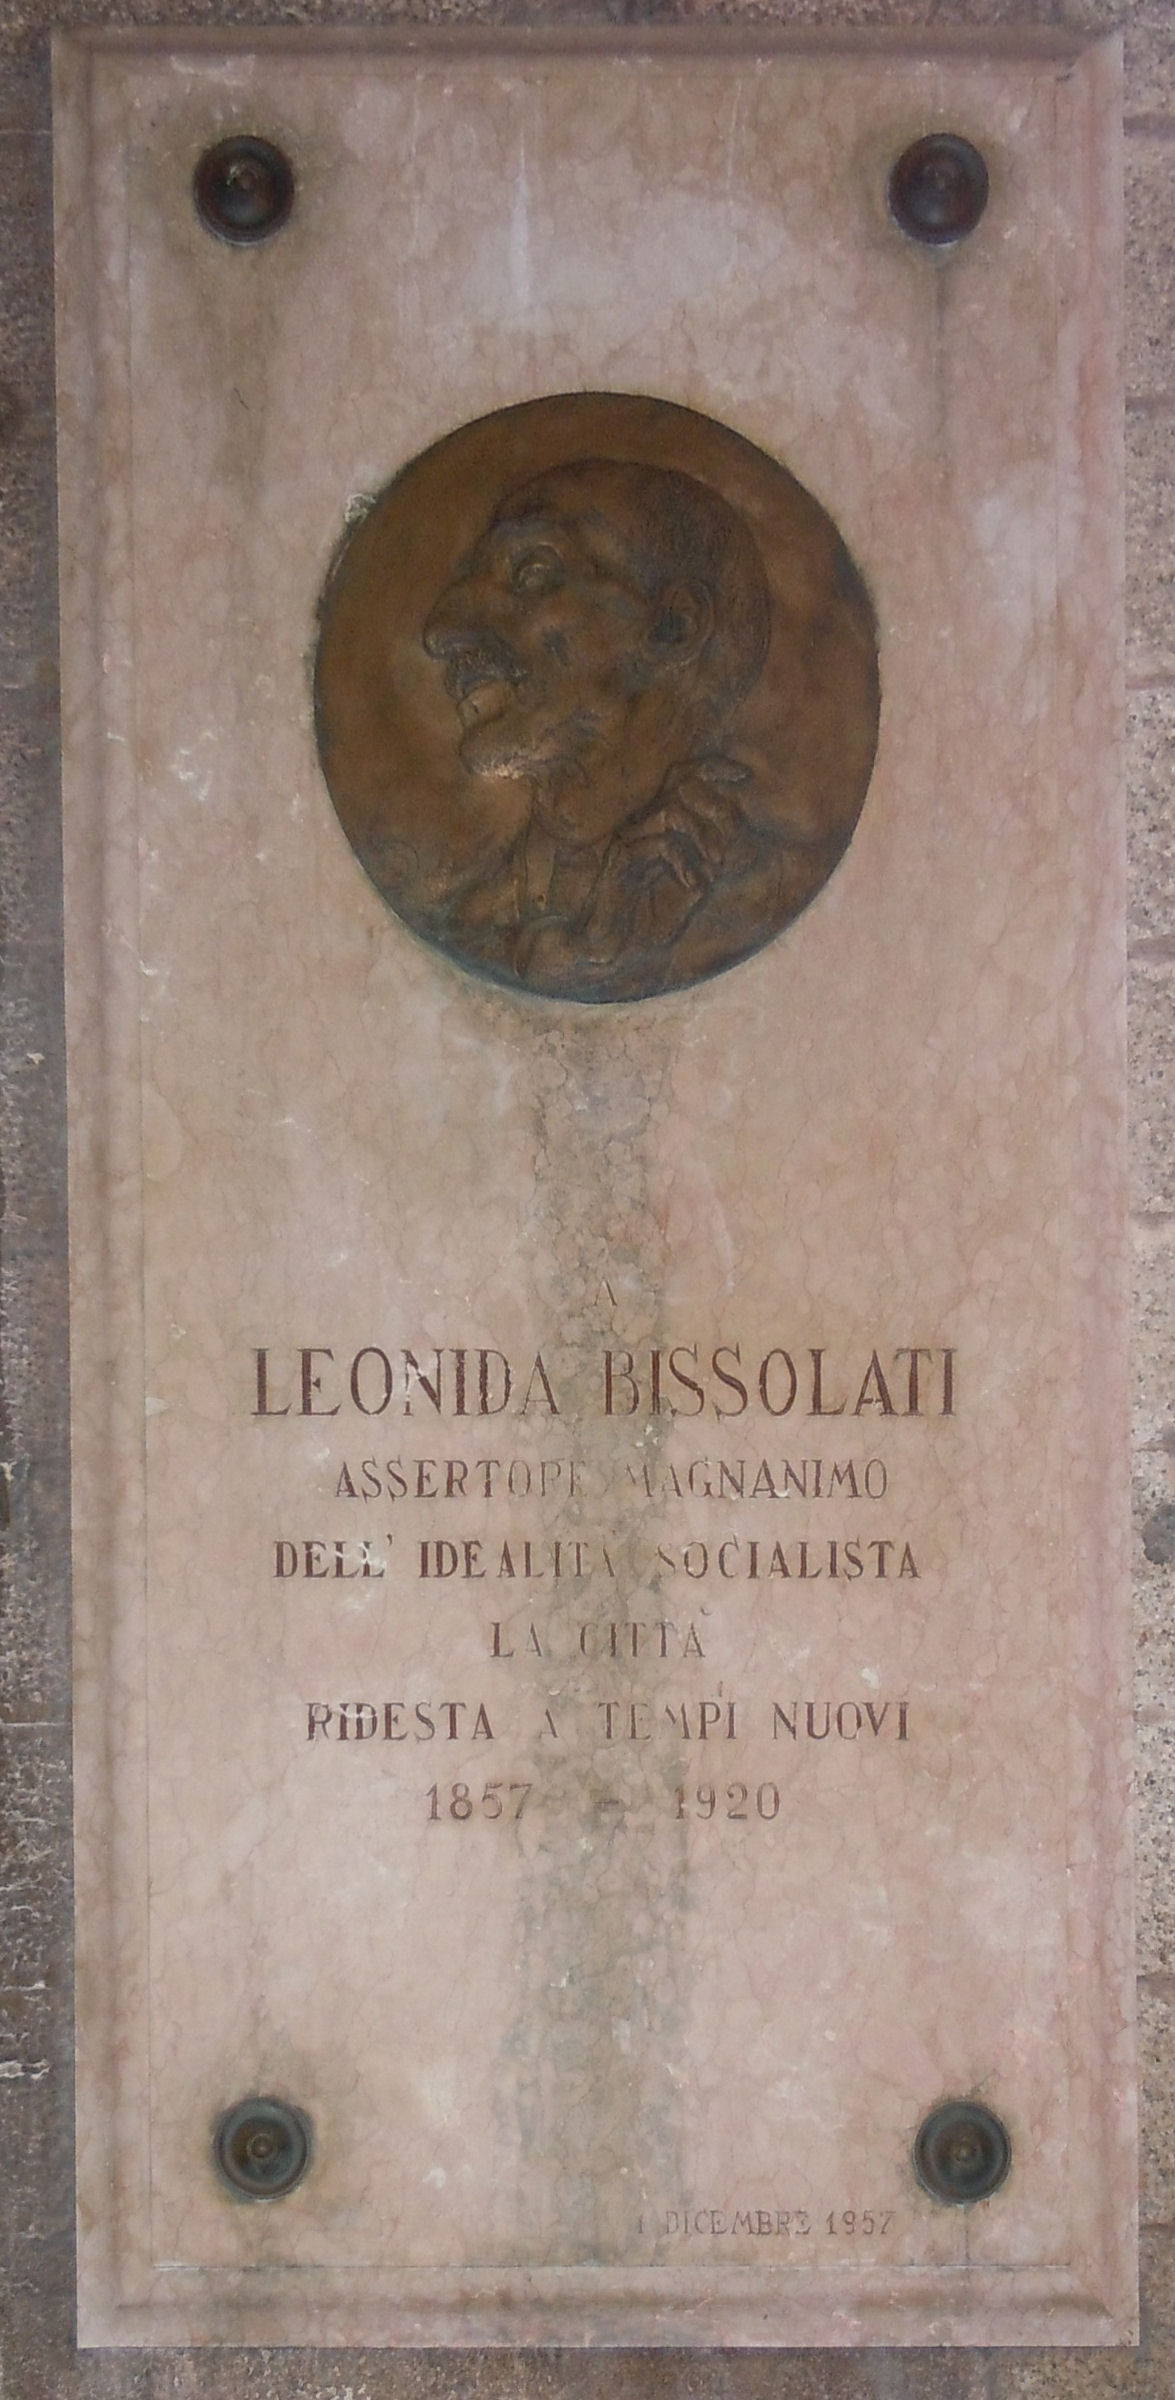 A
LEONIDA BISSOLATI
ASSERTORE MAGNANIMO
DELL' IDEALITÀ SOCIALISTA
LA CITTÀ
RIDESTA A TEMPI NUOVI
1857 - 1920
1 DICEMBRE 1957